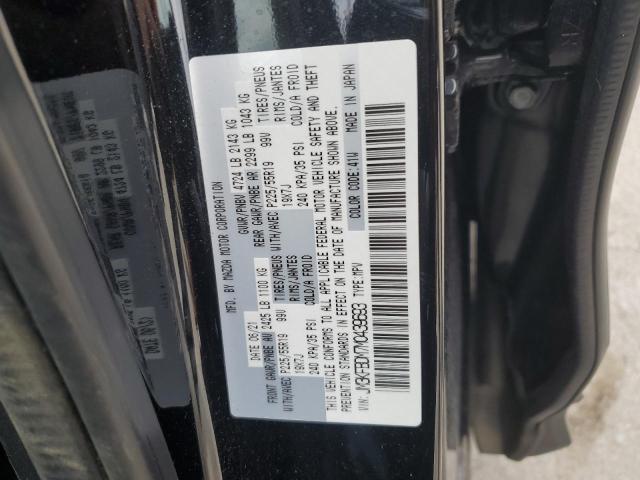 MFD. BY MAZDA MOTOR CORPORATION
DATE 06/21 GVWR/PNBV 4724 LB 2143 KG
FRONT GAWR/PNBE AV 2425 LB 1100 KG REAR GAWR/PNBE AR 2299 LB 1043 KG
WITH/AVEC P225/55R19 99V TIRES/PNEUS WITH/AVEC P225/55R19 99V TIRES/PNEUS
19X7J RIMS/JANTES 19X7J RIMS/JANTES
240 KPA/35 PSI COLD/A FROID 240 KPA/35 PSI COLD/A FROID
THIS VEHICLE CONFORMS TO ALL APPLICABLE FEDERAL MOTOR VEHICLE SAFETY AND THEFT
PREVENTION STANDARDS IN EFFECT ON THE DATE OF MANUFACTURE SHOWN ABOVE.
VIN: TYPE: MPV COLOR CODE: 41W MADE IN JAPAN